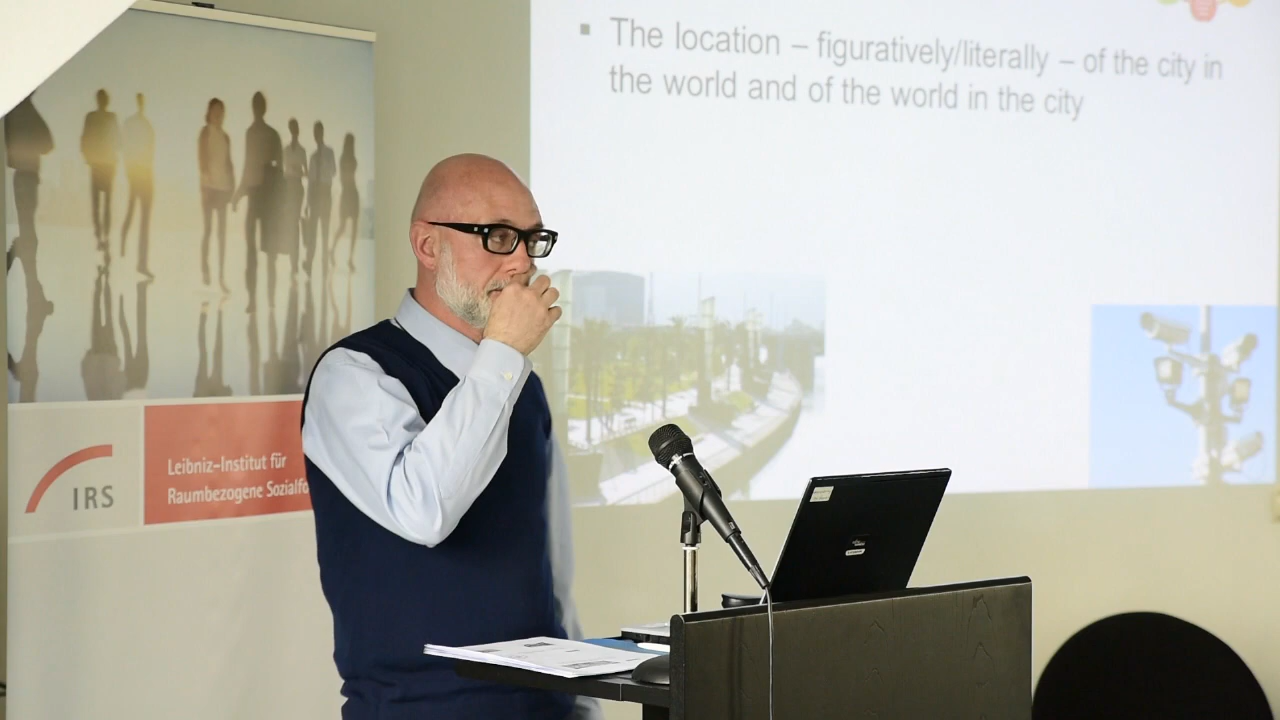 The location – figuratively/literally – of the city in
the world and of the world in the city
IRS
Leibniz-Institut für
Raumbezogene Sozialfo